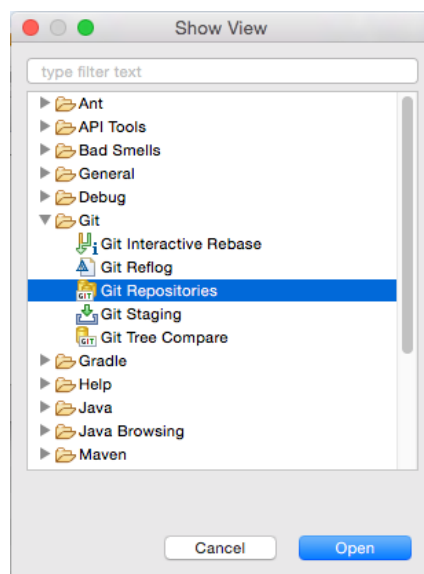 Show View
type filter text
Ant
API Tools
Bad Smells
General
Debug
Git
Git Interactive Rebase
Git Reflog
Git Repositories
Git Staging
Git Tree Compare
Gradle
Help
Java
Java Browsing
Maven
Cancel Open